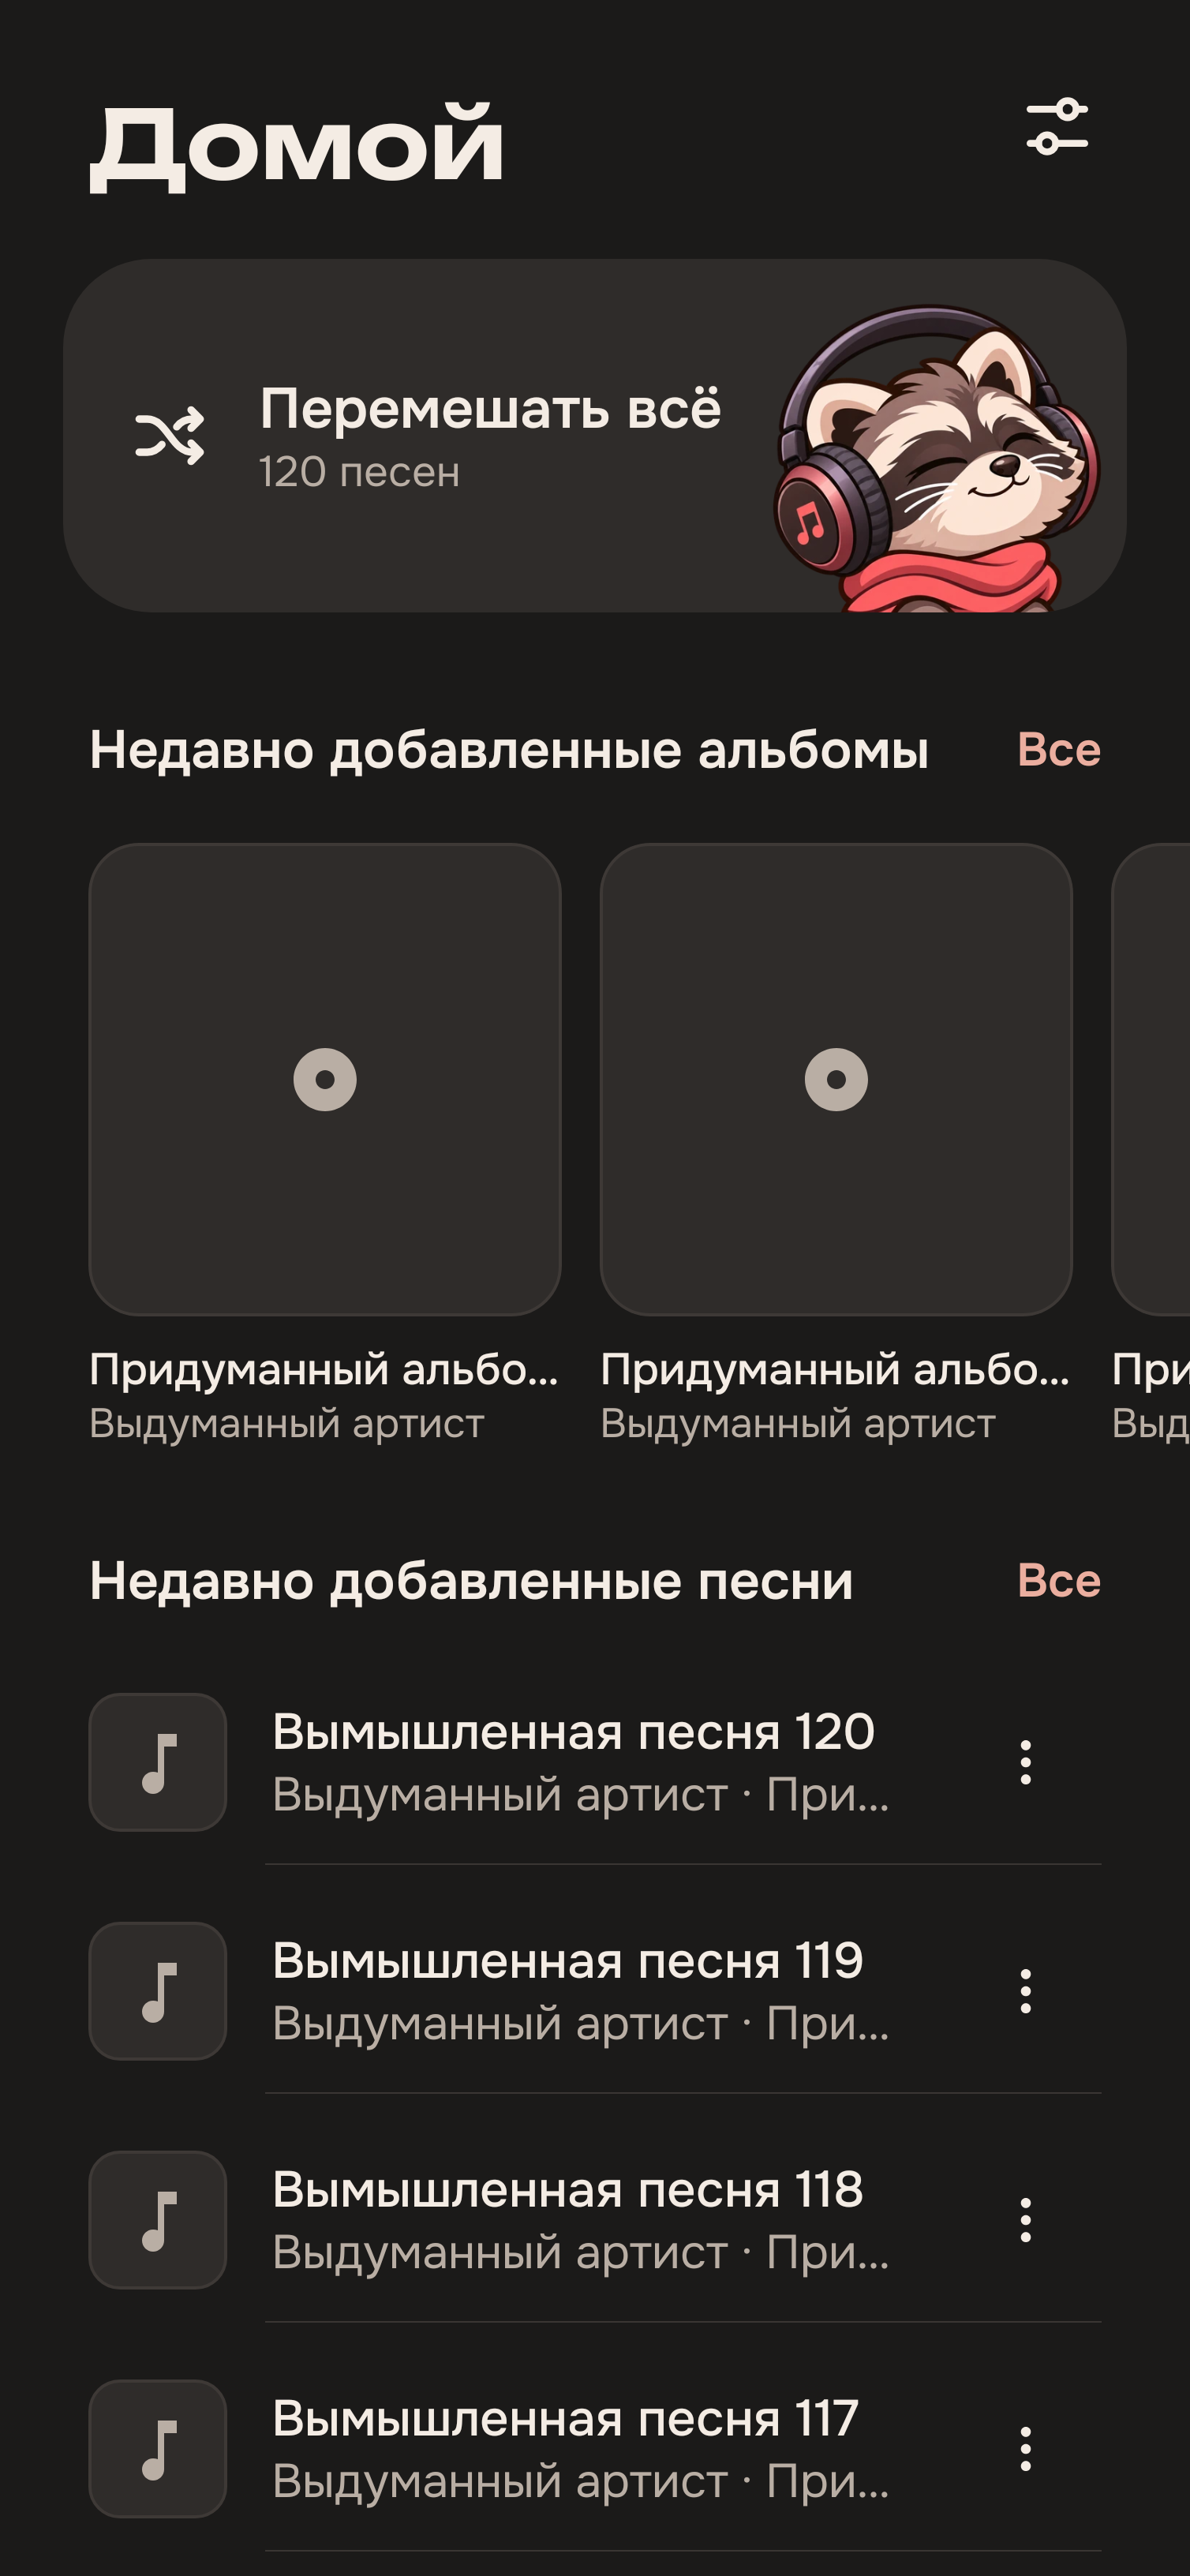 Домой
Перемешать всё
120 песен
Недавно добавленные альбомы
Все
Придуманный альбо...
Придуманный альбо...
При
Выдуманный артист
Выдуманный артист
Выд
Недавно добавленные песни
Все
Вымышленная песня 120
Выдуманный артист · При...
Вымышленная песня 119
Выдуманный артист · При...
Вымышленная песня 118
Выдуманный артист · При...
Вымышленная песня 117
Выдуманный артист · При...